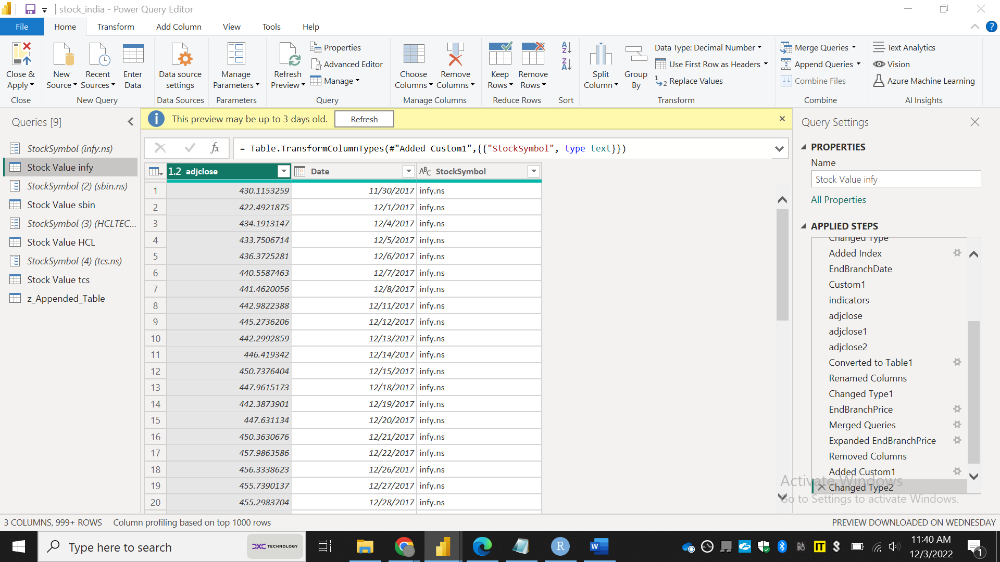 stock_india - Power Query Editor
File Home Transform Add Column View Tools Help
Close & Apply
Close
New Source
Recent Sources
Enter Data
New Query
Data source settings
Data Sources
Manage Parameters
Parameters
Refresh Preview
Properties
Advanced Editor
Manage
Query
Choose Columns
Remove Columns
Manage Columns
Keep Rows
Remove Rows
Reduce Rows
Sort
Split Column
Group By
Data Type: Decimal Number
Use First Row as Headers
Replace Values
Transform
Merge Queries
Append Queries
Combine Files
Combine
Text Analytics
Vision
Azure Machine Learning
AI Insights
Queries [9]
StockSymbol (infy.ns)
Stock Value infy
StockSymbol (2) (sbin.ns)
Stock Value sbin
StockSymbol (3) (HCLTEC...
Stock Value HCL
StockSymbol (4) (tcs.ns)
Stock Value tcs
z_Appended_Table
This preview may be up to 3 days old. Refresh
fx = Table.TransformColumnTypes(#"Added Custom1",{{"StockSymbol", type text}})
1.2 adjclose Date ABC StockSymbol
1 430.1153259 11/30/2017 infy.ns
2 422.4921875 12/1/2017 infy.ns
3 434.1913147 12/4/2017 infy.ns
4 433.7506714 12/5/2017 infy.ns
5 436.3725281 12/6/2017 infy.ns
6 440.5587463 12/7/2017 infy.ns
7 441.4620056 12/8/2017 infy.ns
8 442.9822388 12/11/2017 infy.ns
9 445.2736206 12/12/2017 infy.ns
10 442.2992859 12/13/2017 infy.ns
11 446.419342 12/14/2017 infy.ns
12 450.7376404 12/15/2017 infy.ns
13 447.9615173 12/18/2017 infy.ns
14 442.3873901 12/19/2017 infy.ns
15 447.631134 12/20/2017 infy.ns
16 450.3630676 12/21/2017 infy.ns
17 457.9863586 12/22/2017 infy.ns
18 456.3338623 12/26/2017 infy.ns
19 455.7390137 12/27/2017 infy.ns
20 455.2983704 12/28/2017 infy.ns
Query Settings
PROPERTIES
Name
Stock Value infy
All Properties
APPLIED STEPS
Changed Type
Added Index
EndBranchDate
Custom1
indicators
adjclose
adjclose1
adjclose2
Converted to Table1
Renamed Columns
Changed Type1
EndBranchPrice
Merged Queries
Expanded EndBranchPrice
Removed Columns
Added Custom1
Changed Type2
Activate Windows
Go to Settings to activate Windows.
3 COLUMNS, 999+ ROWS Column profiling based on top 1000 rows
PREVIEW DOWNLOADED ON WEDNESDAY
Type here to search
DXC TECHNOLOGY
R
W
IT
11:40 AM
12/3/2022
1